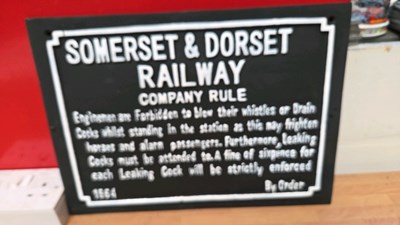 SOMERSET & DORSET
RAILWAY
COMPANY RULE
Enginemen are Forbidden to blow their whistles or Drain
Cocks whilst standing in the station as this may frighten
horses and alarm passengers. Furthermore, Leaking
Cocks must be attended to. A fine of sixpence for
each Leaking Cock will be strictly enforced
1864 By Order